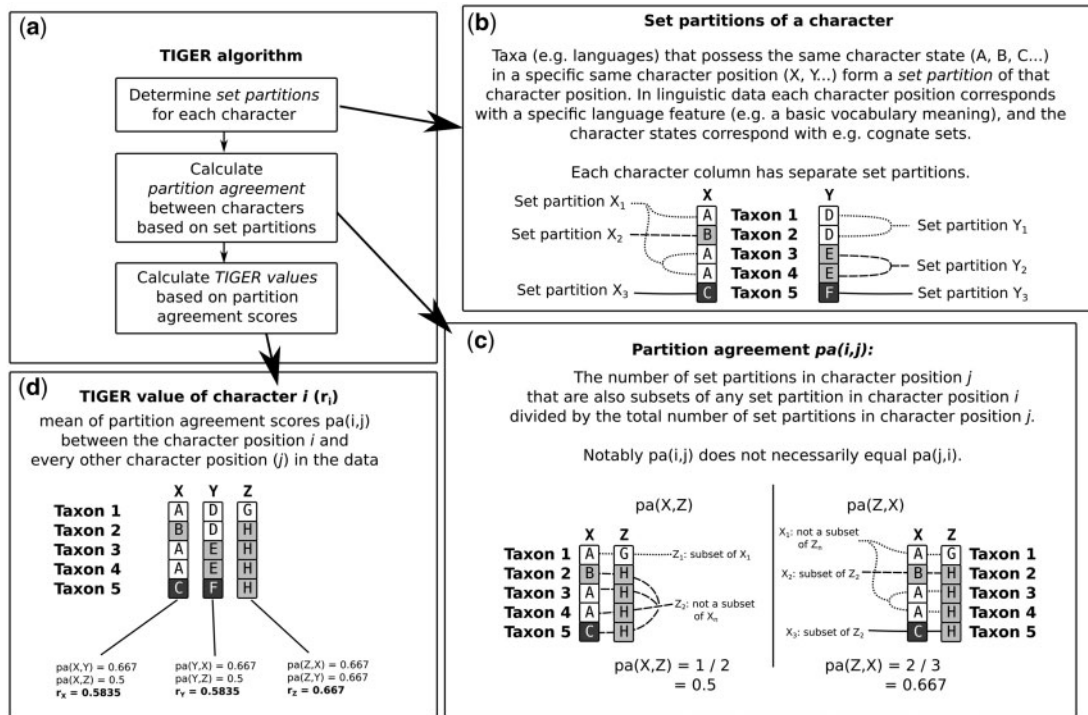 (a)
TIGER algorithm
Determine set partitions
for each character
Calculate
partition agreement
between characters
based on set partitions
Calculate TIGER values
based on partition
agreement scores
(b)
Set partitions of a character
Taxa (e.g. languages) that possess the same character state (A, B, C...)
in a specific same character position (X, Y...) form a set partition of that
character position. In linguistic data each character position corresponds
with a specific language feature (e.g. a basic vocabulary meaning), and the
character states correspond with e.g. cognate sets.
Each character column has separate set partitions.
X Y
Set partition X1
A Taxon 1 D
Set partition Y1
Set partition X2
B Taxon 2 D
A Taxon 3 E
Set partition Y2
A Taxon 4 E
Set partition X3
C Taxon 5 F
Set partition Y3
(c)
Partition agreement pa(i,j):
The number of set partitions in character position j
that are also subsets of any set partition in character position i
divided by the total number of set partitions in character position j.
Notably pa(i,j) does not necessarily equal pa(j,i).
pa(X,Z)
X Z
Taxon 1 A G
Z1: subset of X1
Taxon 2 B H
Taxon 3 A H
Z2: not a subset
of Xn
Taxon 4 A H
Taxon 5 C H
pa(X,Z) = 1 / 2
= 0.5
pa(Z,X)
X Z
X1: not a subset
of Zn
A G Taxon 1
X2: subset of Z2
B H Taxon 2
A H Taxon 3
A H Taxon 4
X3: subset of Z2
C H Taxon 5
pa(Z,X) = 2 / 3
= 0.667
(d)
TIGER value of character i (ri)
mean of partition agreement scores pa(i,j)
between the character position i and
every other character position (j) in the data
X Y Z
Taxon 1 A D G
Taxon 2 B D H
Taxon 3 A E H
Taxon 4 A E H
Taxon 5 C F H
pa(X,Y) = 0.667
pa(X,Z) = 0.5
rX = 0.5835
pa(Y,X) = 0.667
pa(Y,Z) = 0.5
rY = 0.5835
pa(Z,X) = 0.667
pa(Z,Y) = 0.667
rZ = 0.667